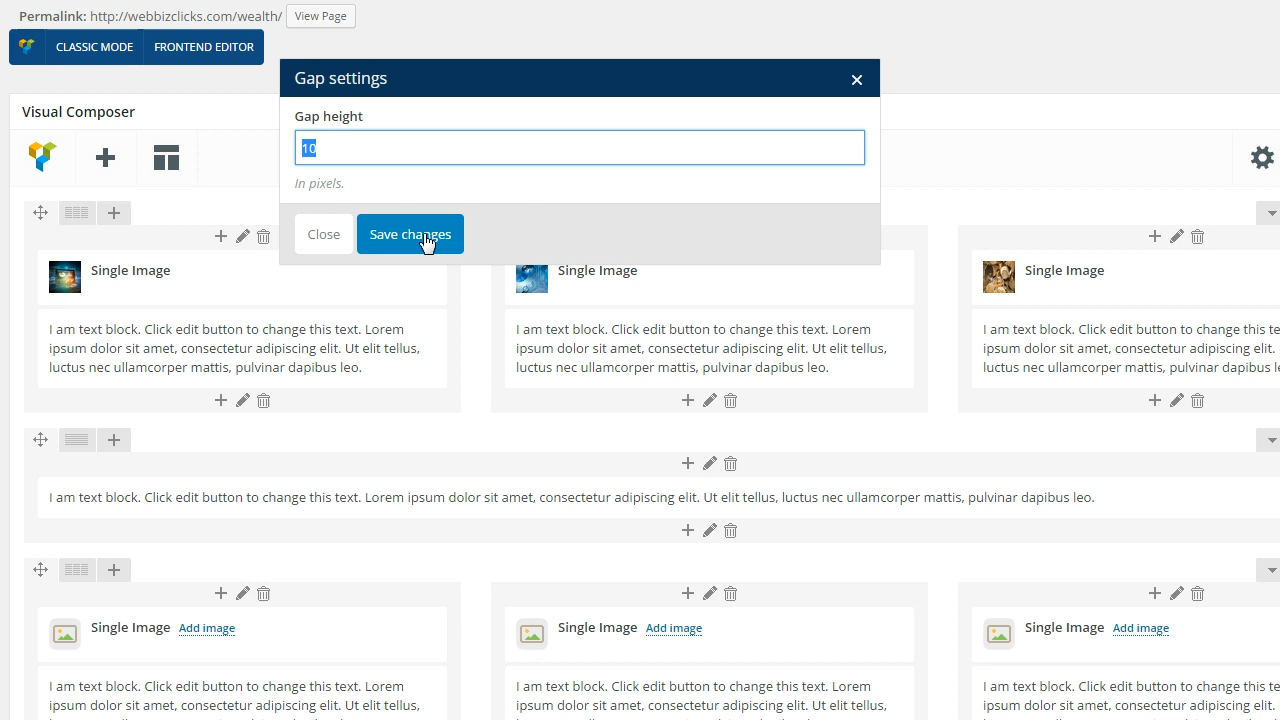 Permalink: http://webbizclicks.com/wealth/ View Page
CLASSIC MODE FRONTEND EDITOR
Gap settings
Visual Composer
Gap height
10
In pixels.
Close Save changes
Single Image Single Image Single Image
I am text block. Click edit button to change this text. Lorem
ipsum dolor sit amet, consectetur adipiscing elit. Ut elit tellus,
luctus nec ullamcorper mattis, pulvinar dapibus leo.
I am text block. Click edit button to change this text. Lorem
ipsum dolor sit amet, consectetur adipiscing elit. Ut elit tellus,
luctus nec ullamcorper mattis, pulvinar dapibus leo.
I am text block. Click edit button to change this te
ipsum dolor sit amet, consectetur adipiscing elit.
luctus nec ullamcorper mattis, pulvinar dapibus l
I am text block. Click edit button to change this text. Lorem ipsum dolor sit amet, consectetur adipiscing elit. Ut elit tellus, luctus nec ullamcorper mattis, pulvinar dapibus leo.
Single Image Add image Single Image Add image Single Image Add image
I am text block. Click edit button to change this text. Lorem
ipsum dolor sit amet, consectetur adipiscing elit. Ut elit tellus,
I am text block. Click edit button to change this text. Lorem
ipsum dolor sit amet, consectetur adipiscing elit. Ut elit tellus,
I am text block. Click edit button to change this te
ipsum dolor sit amet, consectetur adipiscing elit.